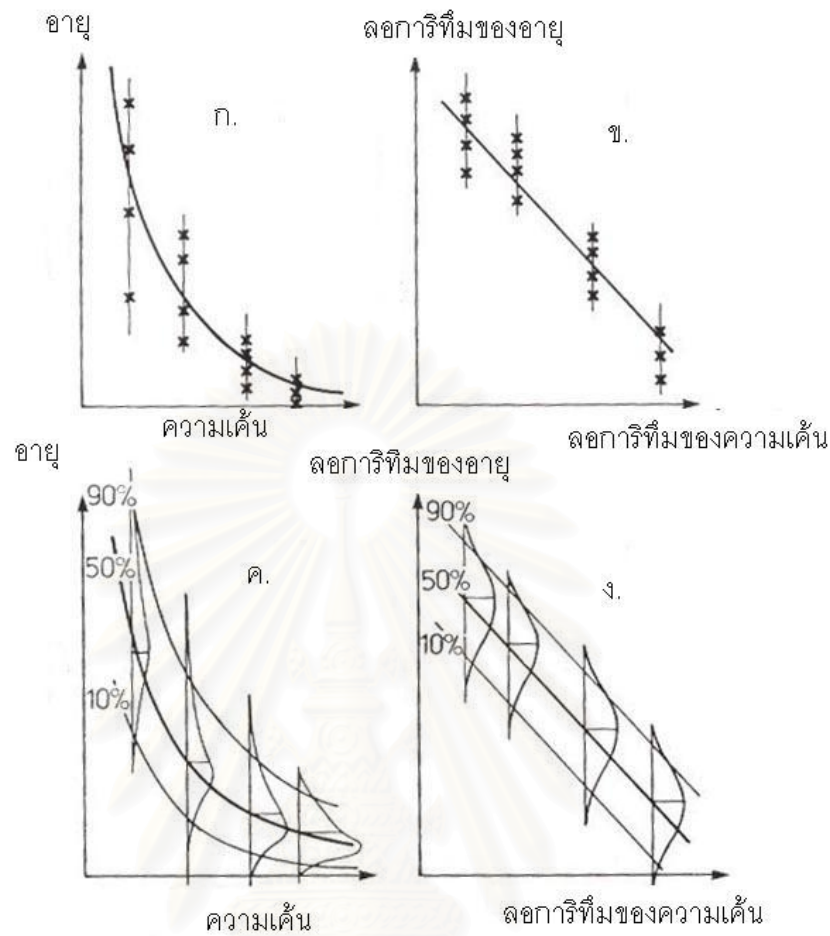 อายุ
ลอการิทึมของอายุ
ก.
ข.
ความเค้น
ลอการิทึมของความเค้น
อายุ
ลอการิทึมของอายุ
90%
50%
10%
ค.
90%
50%
10%
ง.
ความเค้น
ลอการิทึมของความเค้น